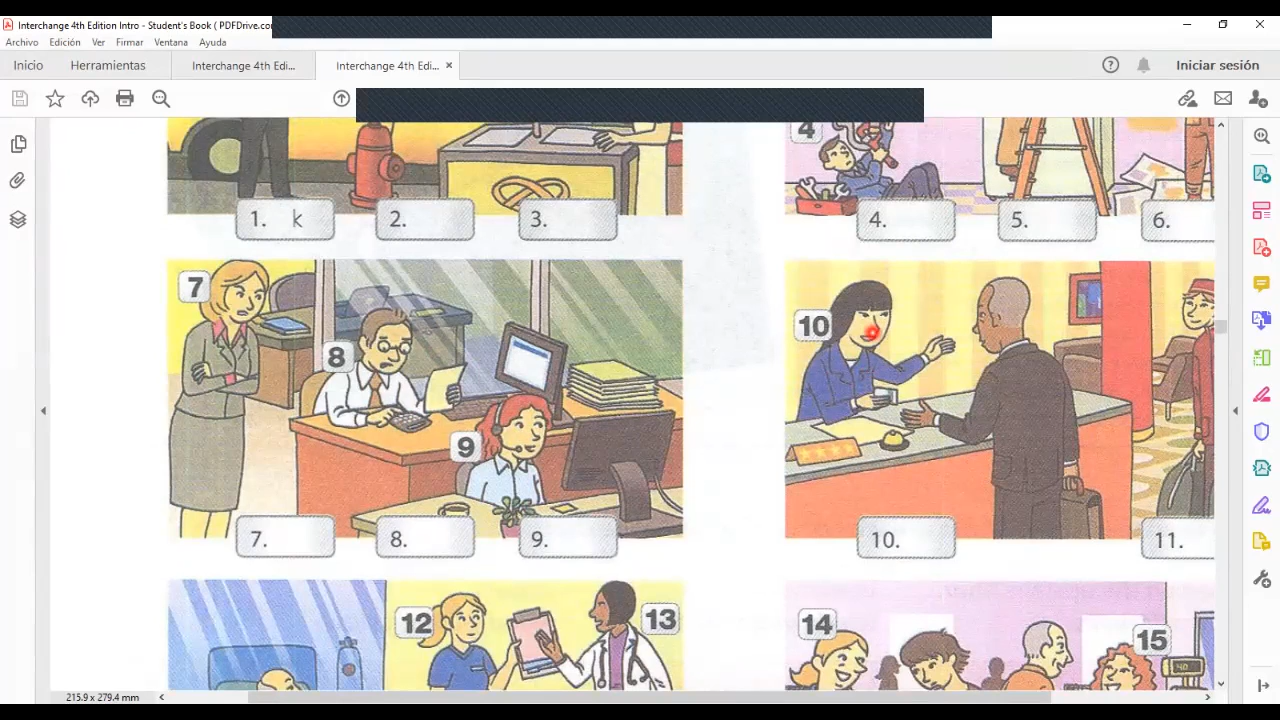 Interchange 4th Edition Intro - Student's Book ( PDFDrive.co
Archivo Edición Ver Firmar Ventana Ayuda
Inicio Herramientas Interchange 4th Edi... Interchange 4th Edi... × Iniciar sesión
4
1. k 2. 3. 4. 5. 6.
7
8
9
10
7. 8. 9. 10. 11.
12
13
14
15
40
215.9 x 279.4 mm